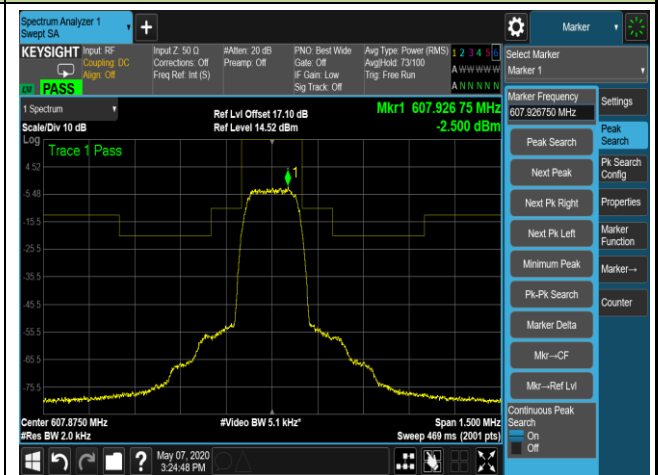 Spectrum Analyzer 1
Swept SA
+
Marker
KEYSIGHT
Input: RF
Coupling: DC
Align: Off
Input Z: 50 Ω
Corrections: Off
Freq Ref: Int (S)
#Atten: 20 dB
Preamp: Off
PNO: Best Wide
Gate: Off
IF Gain: Low
Sig Track: Off
Avg Type: Power (RMS)
Avg|Hold: 73/100
Trig: Free Run
1 2 3 4 5 6
A W W W W W
A N N N N N
Select Marker
Marker 1
PASS
1 Spectrum
Scale/Div 10 dB
Ref Lvl Offset 17.10 dB
Ref Level 14.52 dBm
Mkr1 607.926 75 MHz
-2.500 dBm
Log
Trace 1 Pass
1
4.52
-5.48
-15.5
-25.5
-35.5
-45.5
-55.5
-65.5
-75.5
Center 607.8750 MHz
#Res BW 2.0 kHz
#Video BW 5.1 kHz*
Span 1.500 MHz
Sweep 469 ms (2001 pts)
May 07, 2020
3:24:48 PM
?
Marker Frequency
607.926750 MHz
Peak Search
Next Peak
Next Pk Right
Next Pk Left
Minimum Peak
Pk-Pk Search
Marker Delta
Mkr→CF
Mkr→Ref Lvl
Continuous Peak
Search
On
Off
Settings
Peak
Search
Pk Search
Config
Properties
Marker
Function
Marker→
Counter